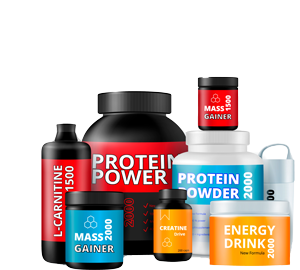 MASS
GAINER
1500
PROTEIN
POWER
2000
L-CARNITINE
1500
PROTEIN
POWDER
2000
MASS
GAINER
2000
CREATINE
ENERGY
DRINK
2000
New Formula